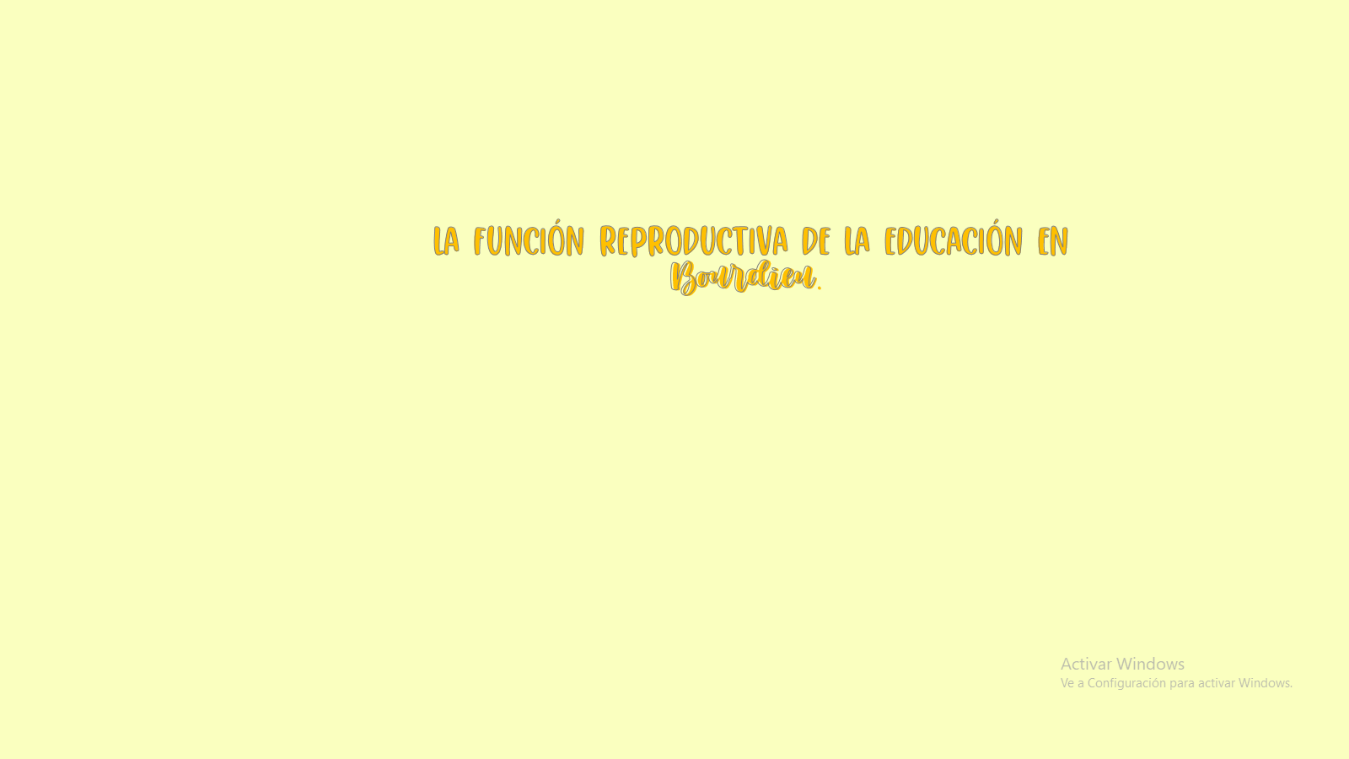 LA FUNCIÓN REPRODUCTIVA DE LA EDUCACIÓN EN
Bourdieu.
Activar Windows
Ve a Configuración para activar Windows.